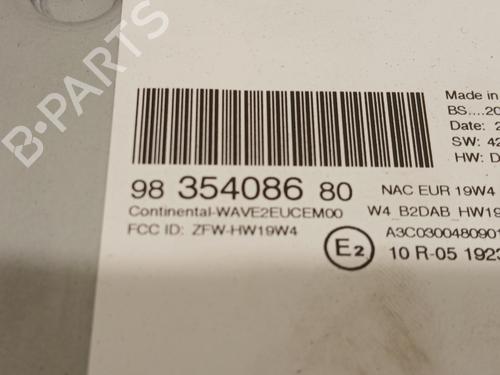 B-PARTS
Made in
BS....20
Date: 2
SW: 42
HW: D
98 354086 80
NAC EUR 19W4
Continental-WAVE2EUCEM00
W4_B2DAB_HW19
FCC ID: ZFW-HW19W4
A3C0300480901
E2
10 R-05 1923